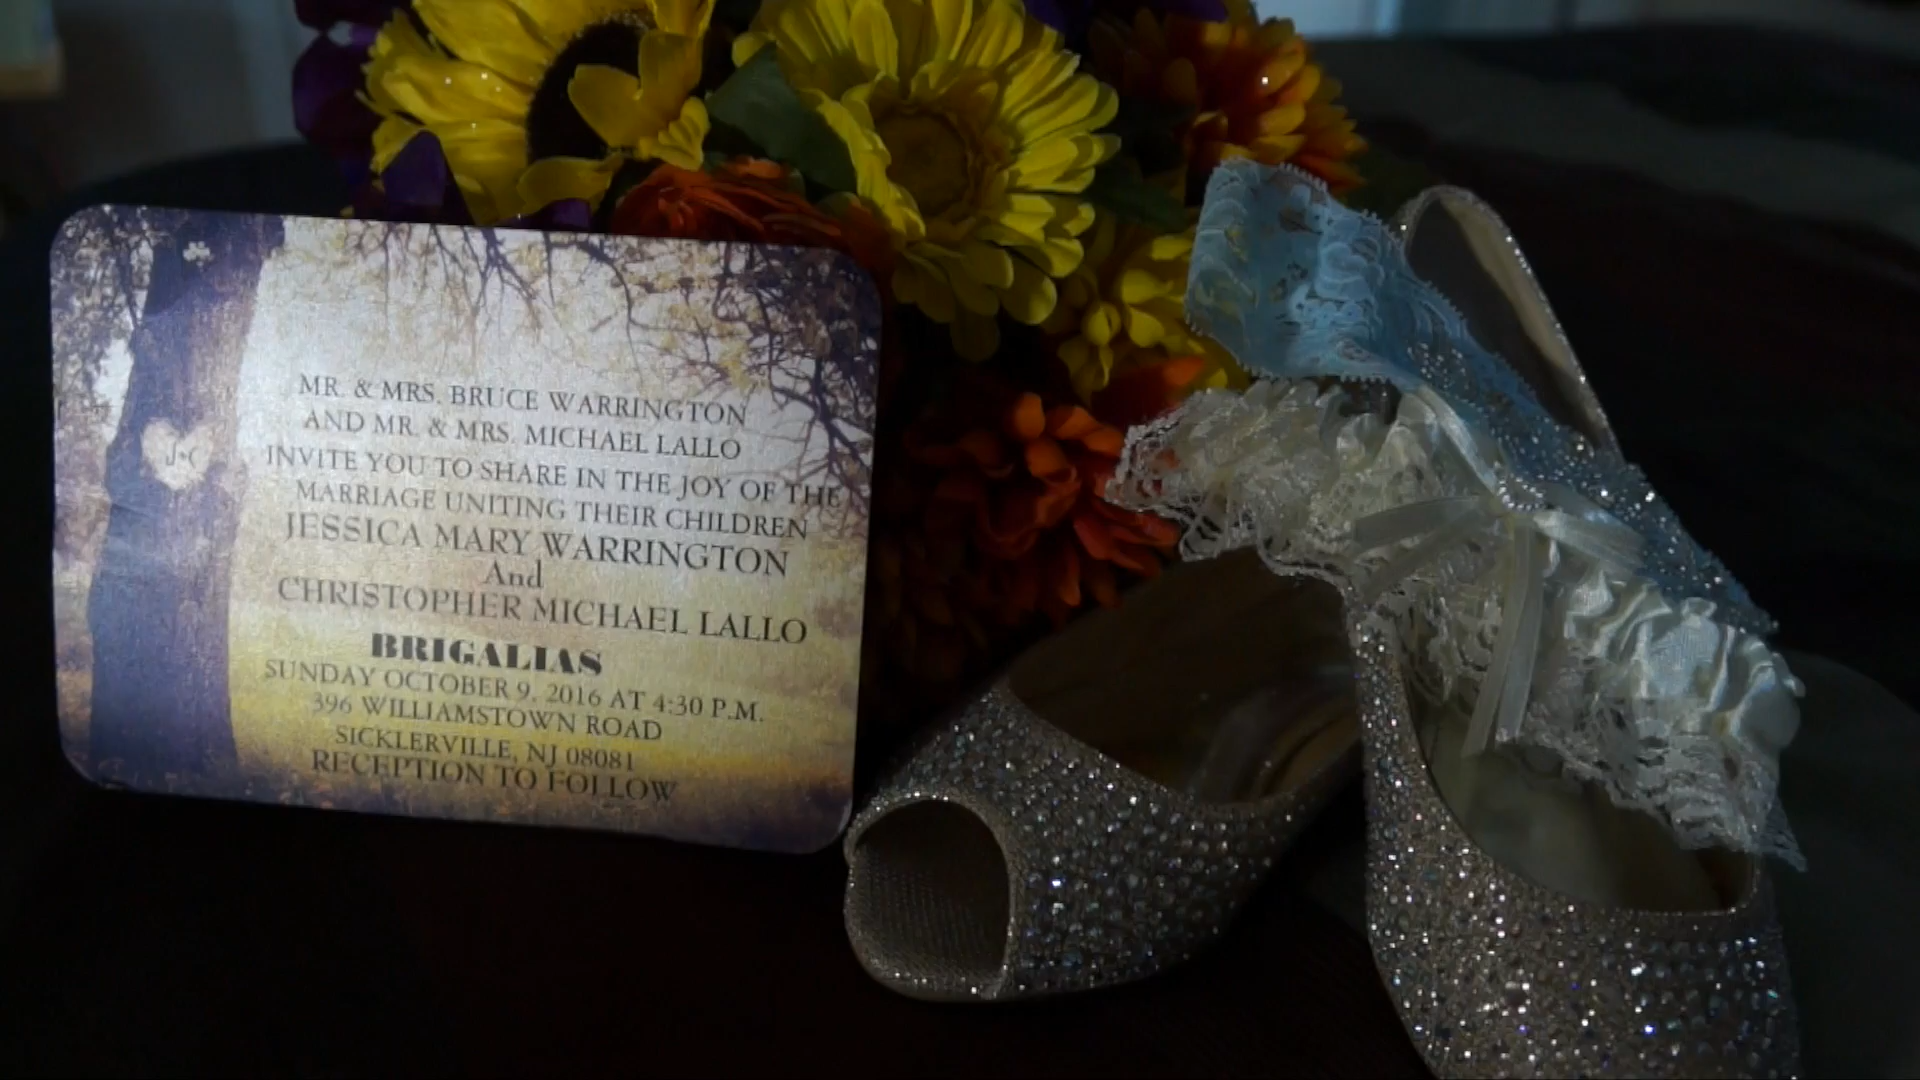 J+C
MR. & MRS. BRUCE WARRINGTON
AND MR. & MRS. MICHAEL LALLO
INVITE YOU TO SHARE IN THE JOY OF THE
MARRIAGE UNITING THEIR CHILDREN
JESSICA MARY WARRINGTON
And
CHRISTOPHER MICHAEL LALLO
BRIGALIAS
SUNDAY OCTOBER 9, 2016 AT 4:30 P.M.
396 WILLIAMSTOWN ROAD
SICKLERVILLE, NJ 08081
RECEPTION TO FOLLOW